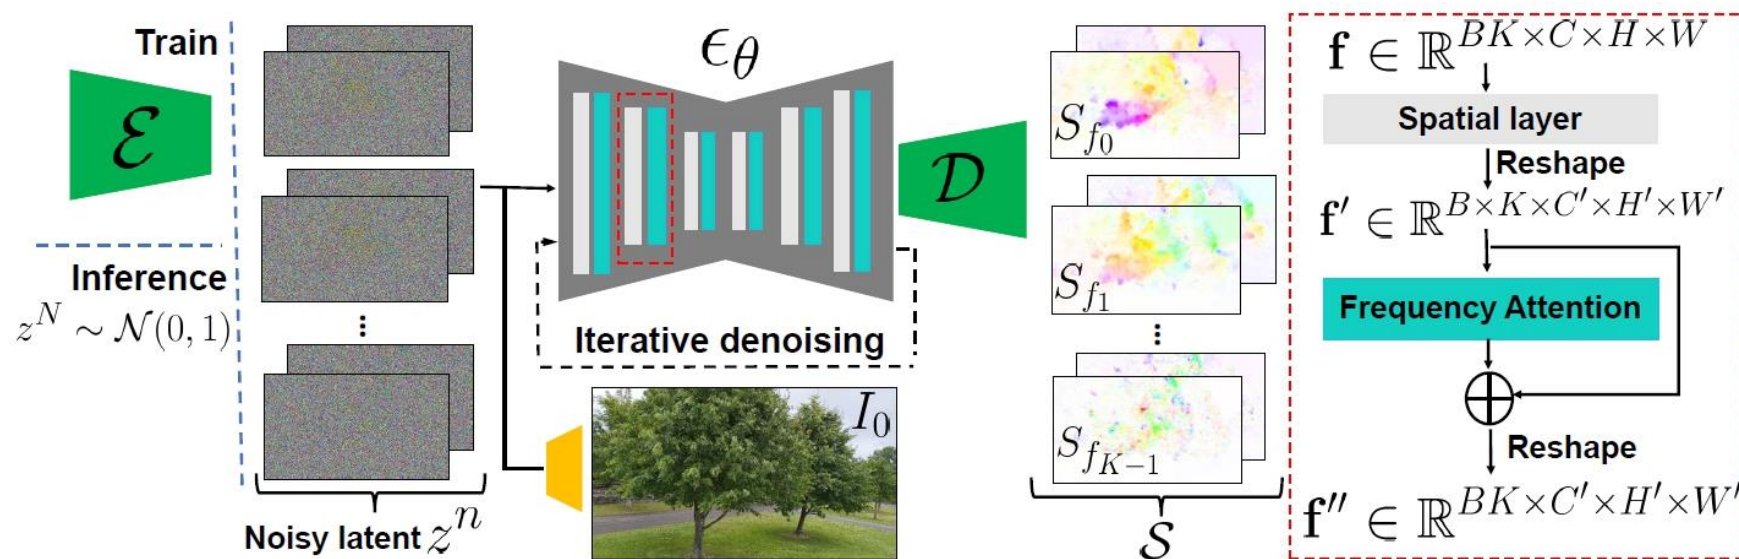 Train
ℰ
Inference
z^N ∼ 𝒩(0, 1)
⋮
Noisy latent z^n
ϵ_θ
Iterative denoising
I_0
𝒟
S_{f_0}
S_{f_1}
⋮
S_{f_{K−1}}
𝒮
f ∈ ℝ^{BK×C×H×W}
Spatial layer
Reshape
f′ ∈ ℝ^{B×K×C′×H′×W′}
Frequency Attention
Reshape
f″ ∈ ℝ^{BK×C′×H′×W′}